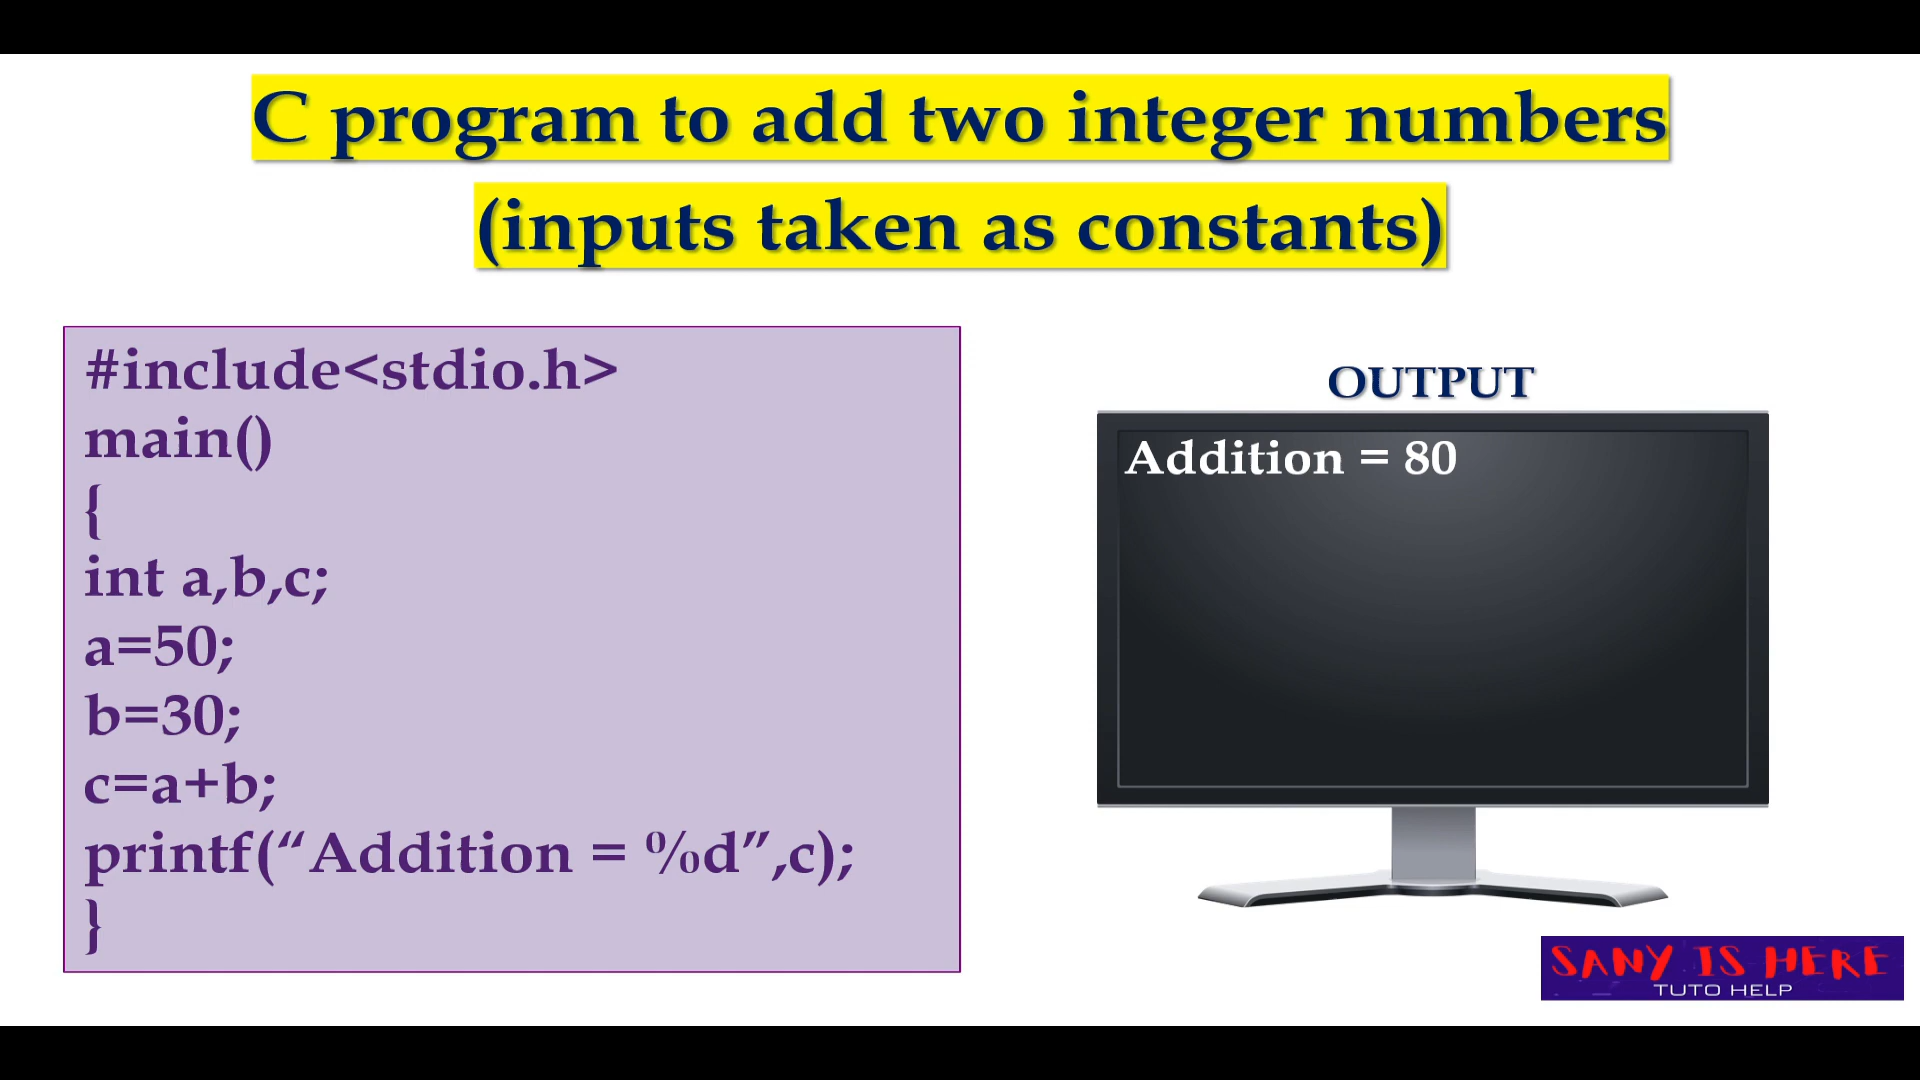 C program to add two integer numbers
(inputs taken as constants)
#include<stdio.h>
main()
{
int a,b,c;
a=50;
b=30;
c=a+b;
printf(“Addition = %d”,c);
}
OUTPUT
Addition = 80
SANY IS HERE
TUTO HELP